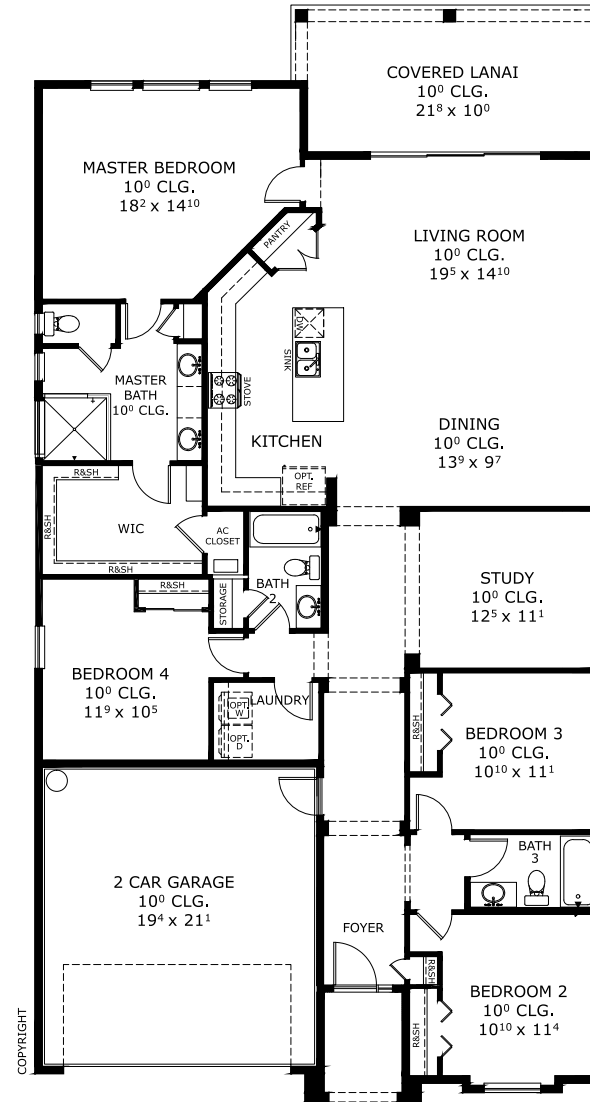 COVERED LANAI
10⁰ CLG.
21⁸ x 10⁰
MASTER BEDROOM
10⁰ CLG.
18² x 14¹⁰
PANTRY
LIVING ROOM
10⁰ CLG.
19⁵ x 14¹⁰
DW
SINK
STOVE
MASTER
BATH
10⁰ CLG.
KITCHEN
DINING
10⁰ CLG.
13⁹ x 9⁷
OPT.
REF
R&SH
R&SH
WIC
R&SH
AC
CLOSET
BATH
2
STORAGE
STUDY
10⁰ CLG.
12⁵ x 11¹
R&SH
BEDROOM 4
10⁰ CLG.
11⁹ x 10⁵
LAUNDRY
OPT.
W
OPT.
D
R&SH
BEDROOM 3
10⁰ CLG.
10¹⁰ x 11¹
BATH
3
2 CAR GARAGE
10⁰ CLG.
19⁴ x 21¹
FOYER
R&SH
R&SH
BEDROOM 2
10⁰ CLG.
10¹⁰ x 11⁴
COPYRIGHT